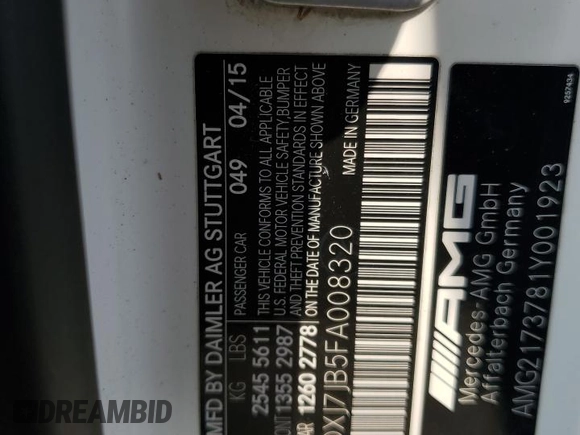 MFD BY DAIMLER AG STUTTGART
KG LBS PASSENGER CAR 049 04/15
2545 5611 THIS VEHICLE CONFORMS TO ALL APPLICABLE
1355 2987 U.S. FEDERAL MOTOR VEHICLE SAFETY, BUMPER
1260 2778 AND THEFT PREVENTION STANDARDS IN EFFECT
ON THE DATE OF MANUFACTURE SHOWN ABOVE
XJ7JB5FA008320 MADE IN GERMANY
9257434
AMG
Mercedes-AMG GmbH
Affalterbach Germany
AMG2173781Y001923
DREAMBID